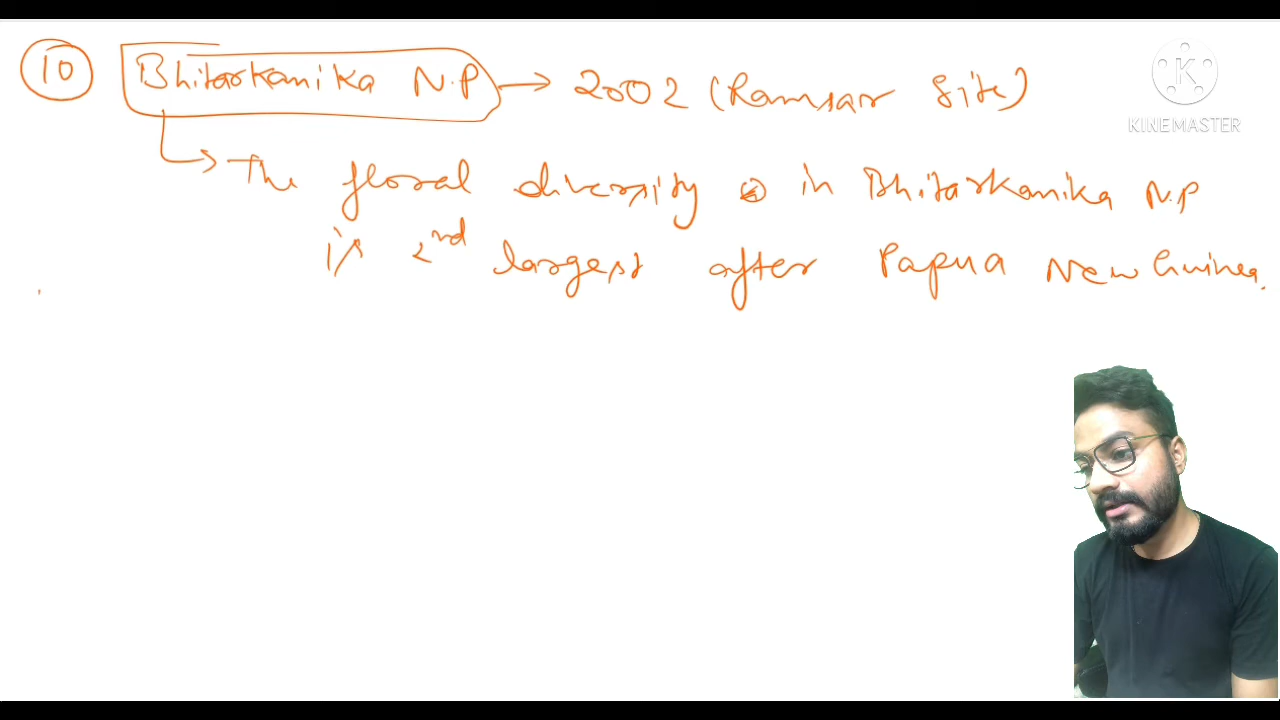 10 Bhitarkanika N.P → 2002 (Ramsar Site)
K
KINEMASTER
→ The floral diversity in Bhitarkanika N.P
is 2nd largest after Papua New Guinea.